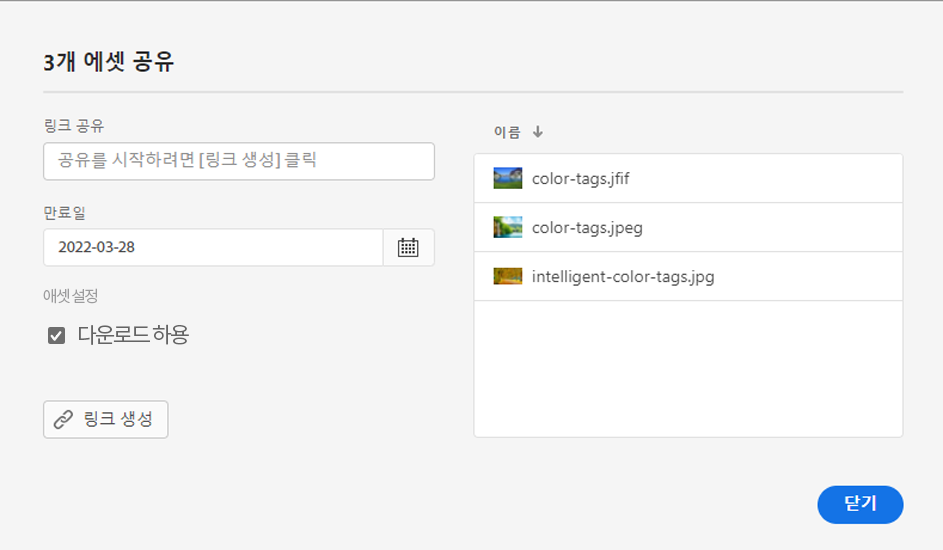 3개 에셋 공유
링크 공유
공유를 시작하려면 [링크 생성] 클릭
만료일
2022-03-28
애셋 설정
다운로드 하용
링크 생성
이름
color-tags.jfif
color-tags.jpeg
intelligent-color-tags.jpg
닫기